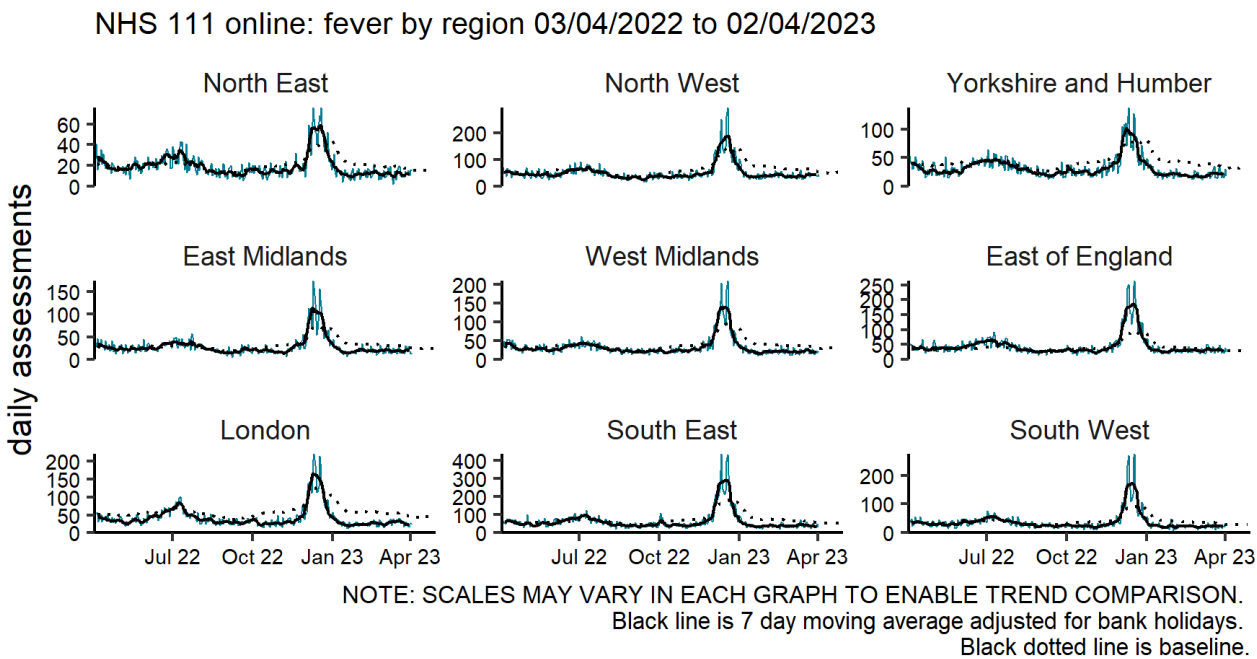 NHS 111 online: fever by region 03/04/2022 to 02/04/2023
North East
North West
Yorkshire and Humber
60
40
20
0
200
100
0
100
50
0
daily assessments
East Midlands
West Midlands
East of England
150
100
50
0
200
150
100
50
0
250
200
150
100
50
0
London
South East
South West
200
150
100
50
0
400
300
200
100
0
200
100
0
Jul 22 Oct 22 Jan 23 Apr 23
Jul 22 Oct 22 Jan 23 Apr 23
Jul 22 Oct 22 Jan 23 Apr 23
NOTE: SCALES MAY VARY IN EACH GRAPH TO ENABLE TREND COMPARISON.
Black line is 7 day moving average adjusted for bank holidays.
Black dotted line is baseline.